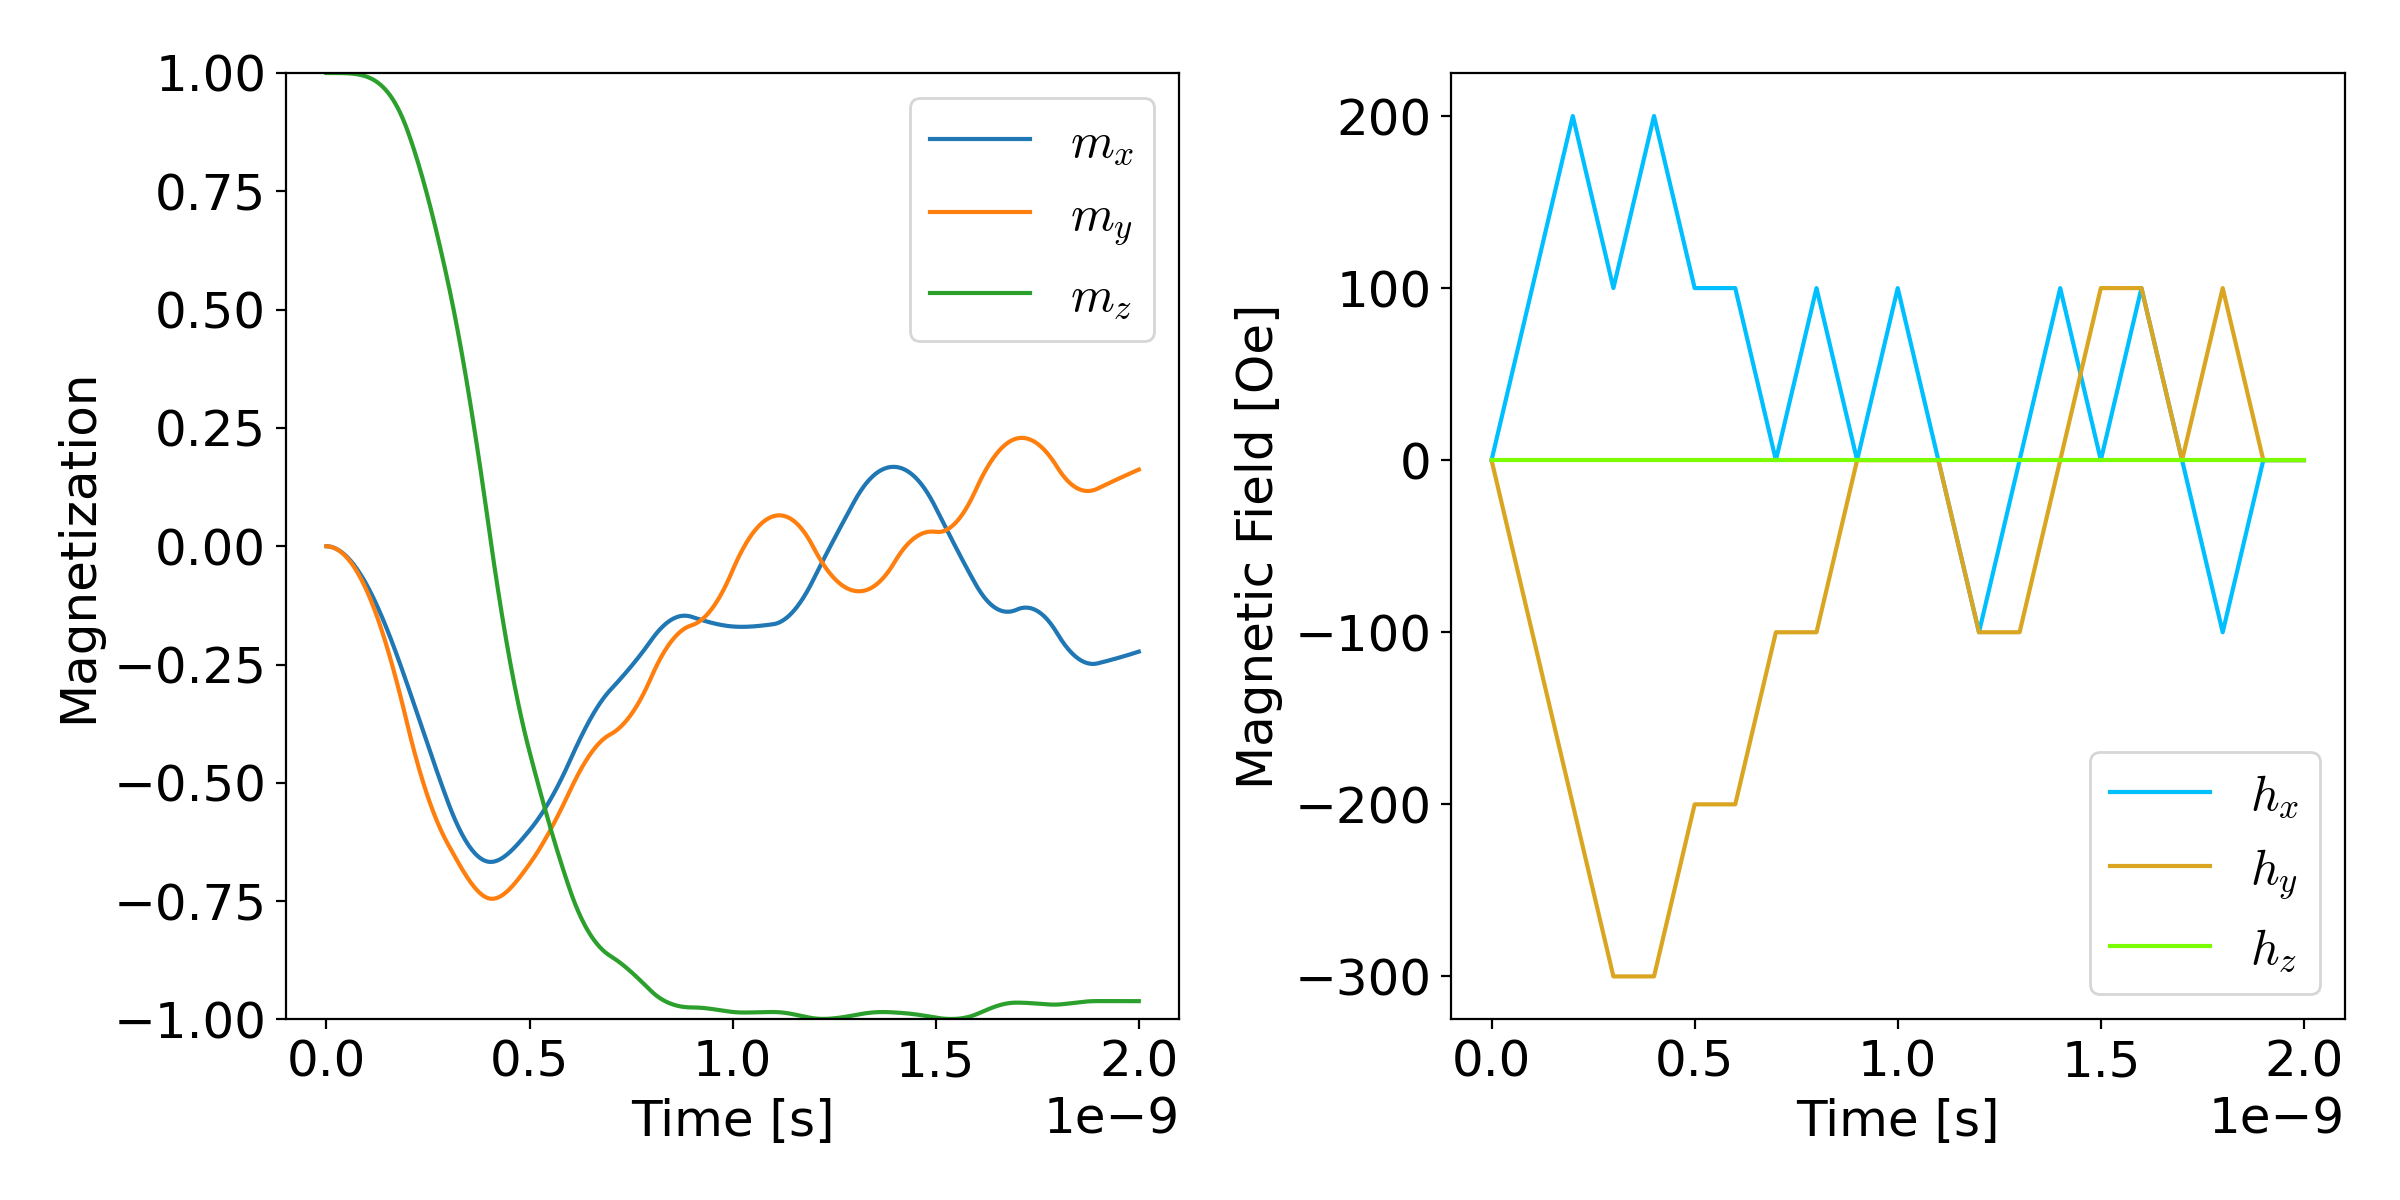 Magnetization
1.00
0.75
0.50
0.25
0.00
−0.25
−0.50
−0.75
−1.00
0.0 0.5 1.0 1.5 2.0
Time [s]
1e−9
m_x
m_y
m_z
Magnetic Field [Oe]
200
100
0
−100
−200
−300
0.0 0.5 1.0 1.5 2.0
Time [s]
1e−9
h_x
h_y
h_z